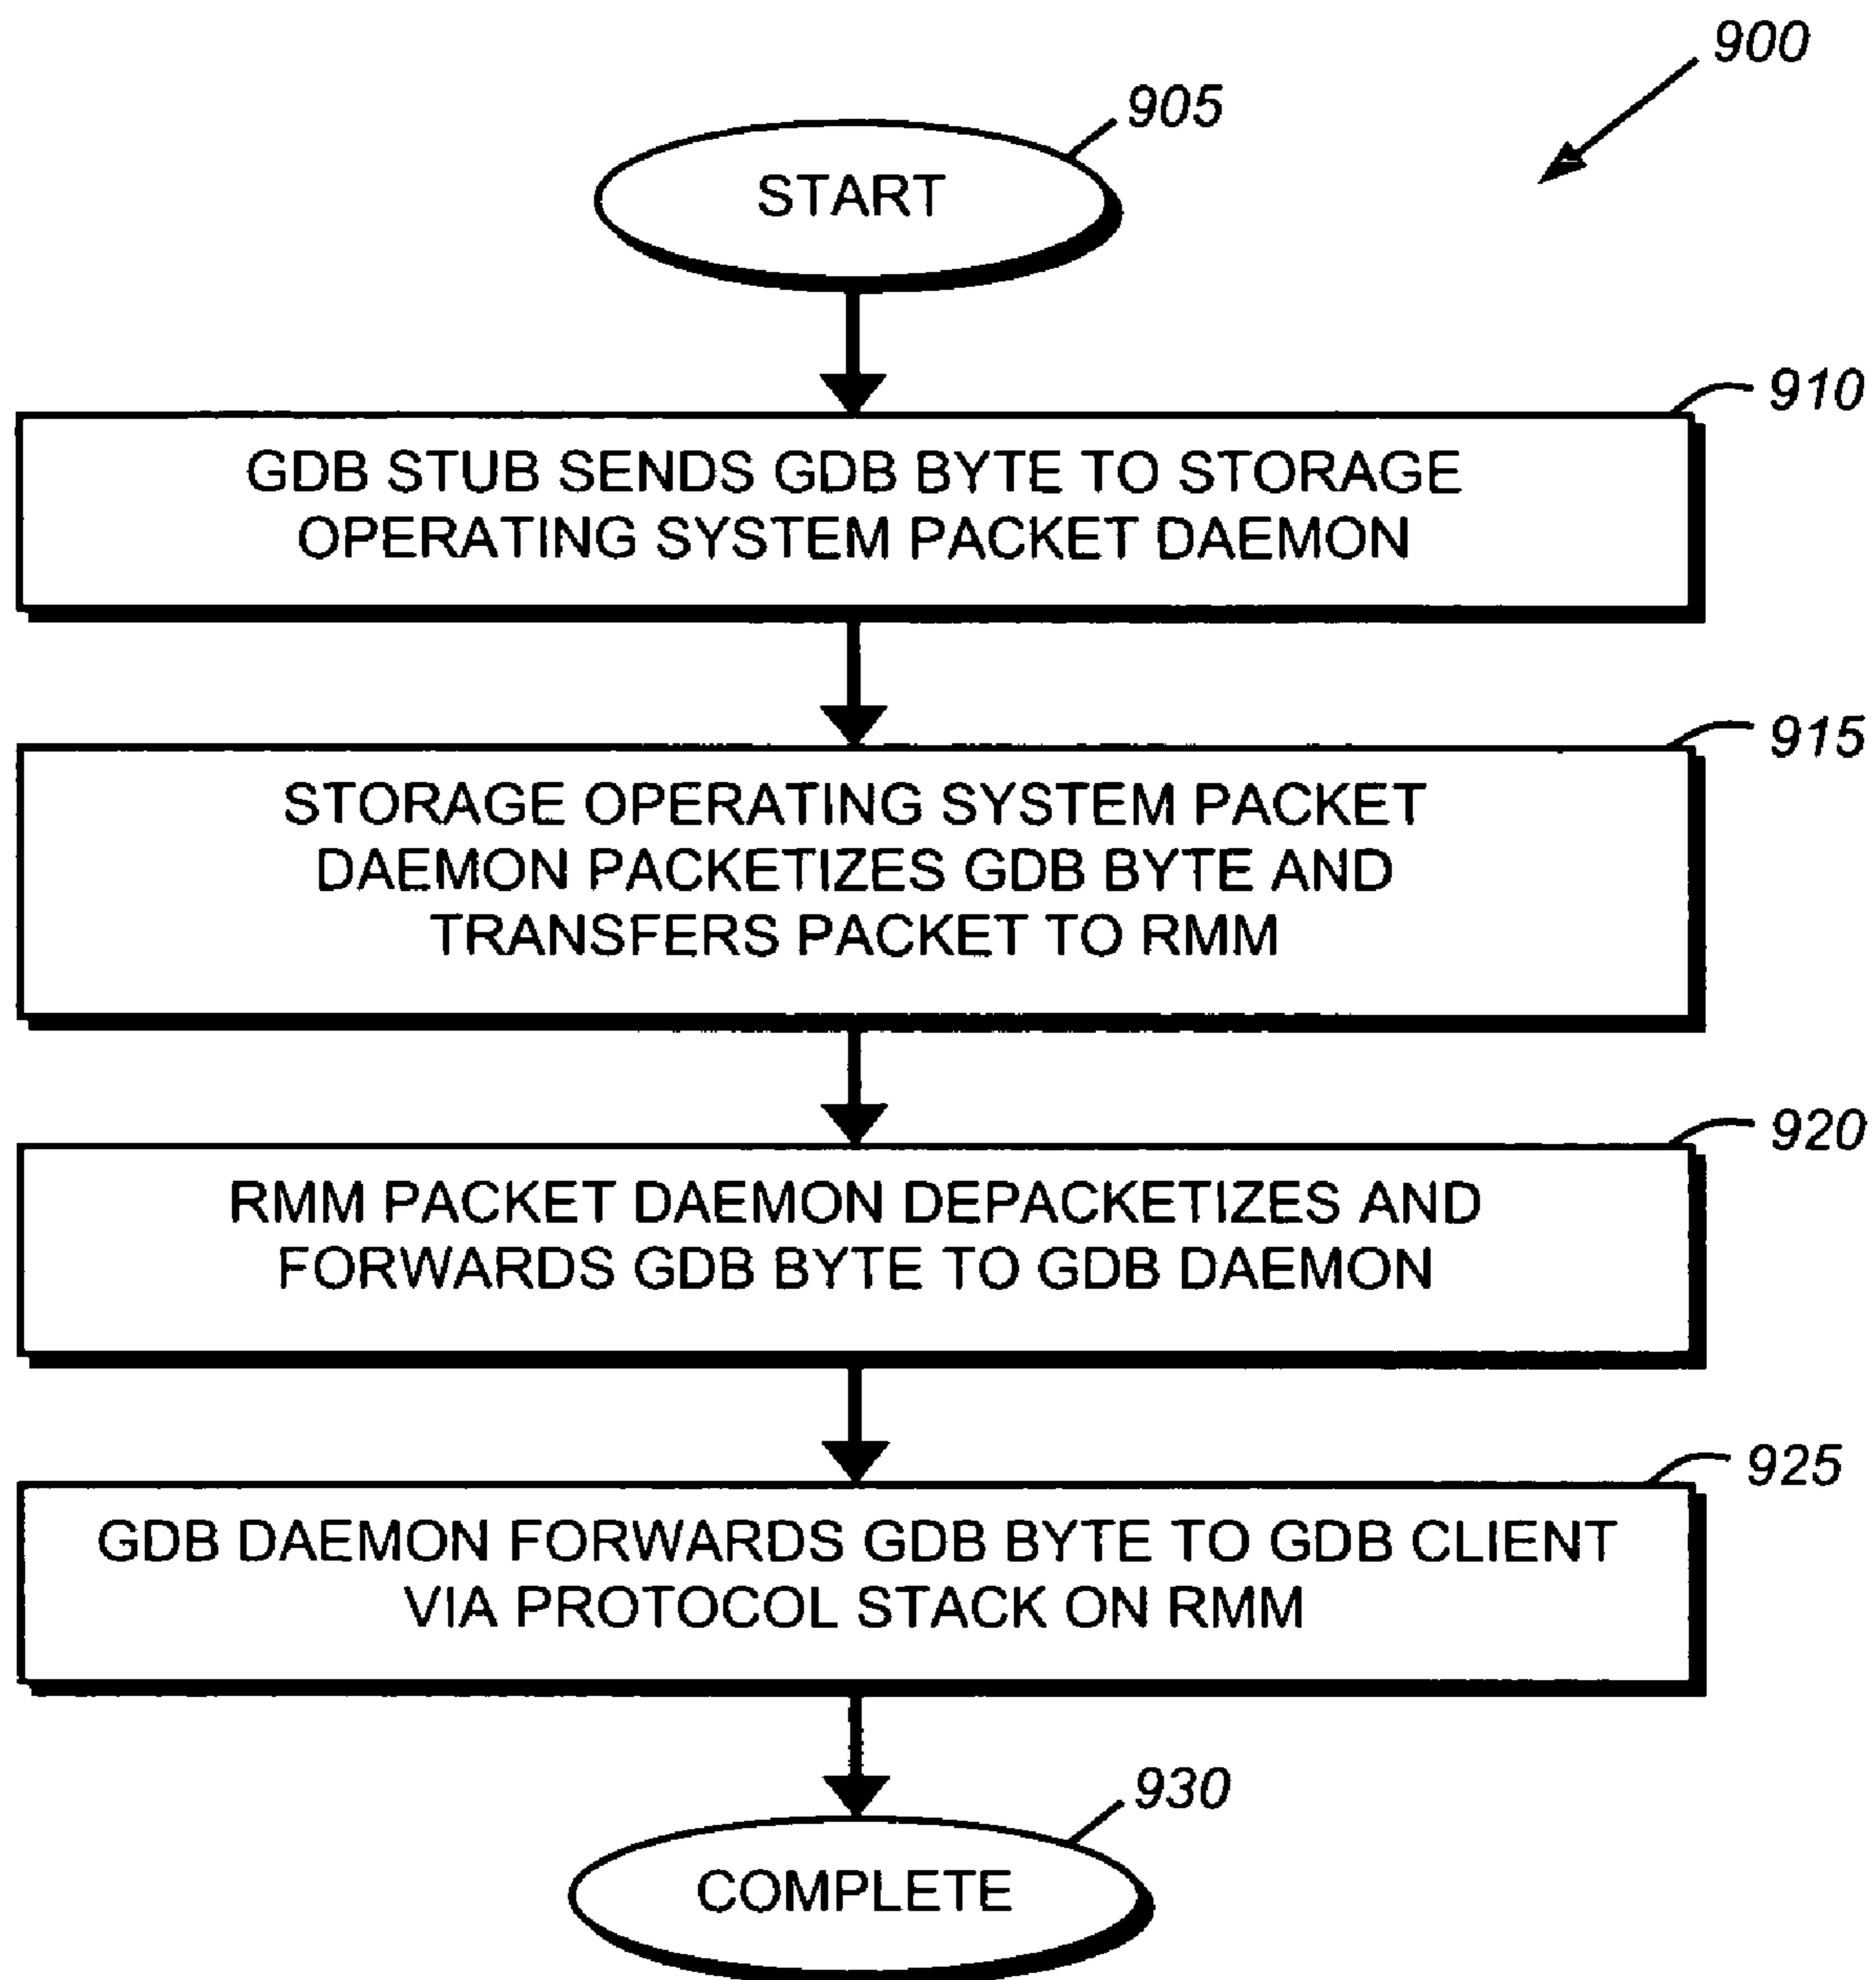 900
905
START
910
GDB STUB SENDS GDB BYTE TO STORAGE
OPERATING SYSTEM PACKET DAEMON
915
STORAGE OPERATING SYSTEM PACKET
DAEMON PACKETIZES GDB BYTE AND
TRANSFERS PACKET TO RMM
920
RMM PACKET DAEMON DEPACKETIZES AND
FORWARDS GDB BYTE TO GDB DAEMON
925
GDB DAEMON FORWARDS GDB BYTE TO GDB CLIENT
VIA PROTOCOL STACK ON RMM
930
COMPLETE